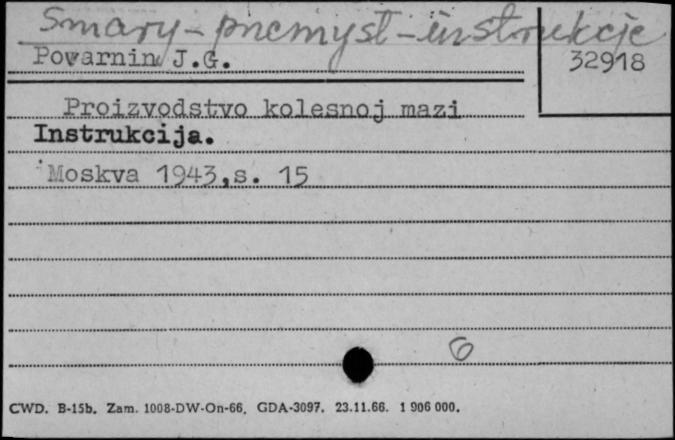 Smary - przemysł - instrukcje
Povarnin J.G.
32918
Proizvodstvo kolesnoj mazi
Instrukcija.
Moskva 1943,s. 15
6
CWD. B-15b. Zam. 1008-DW-On-66. GDA-3097. 23.11.66. 1 906 000.